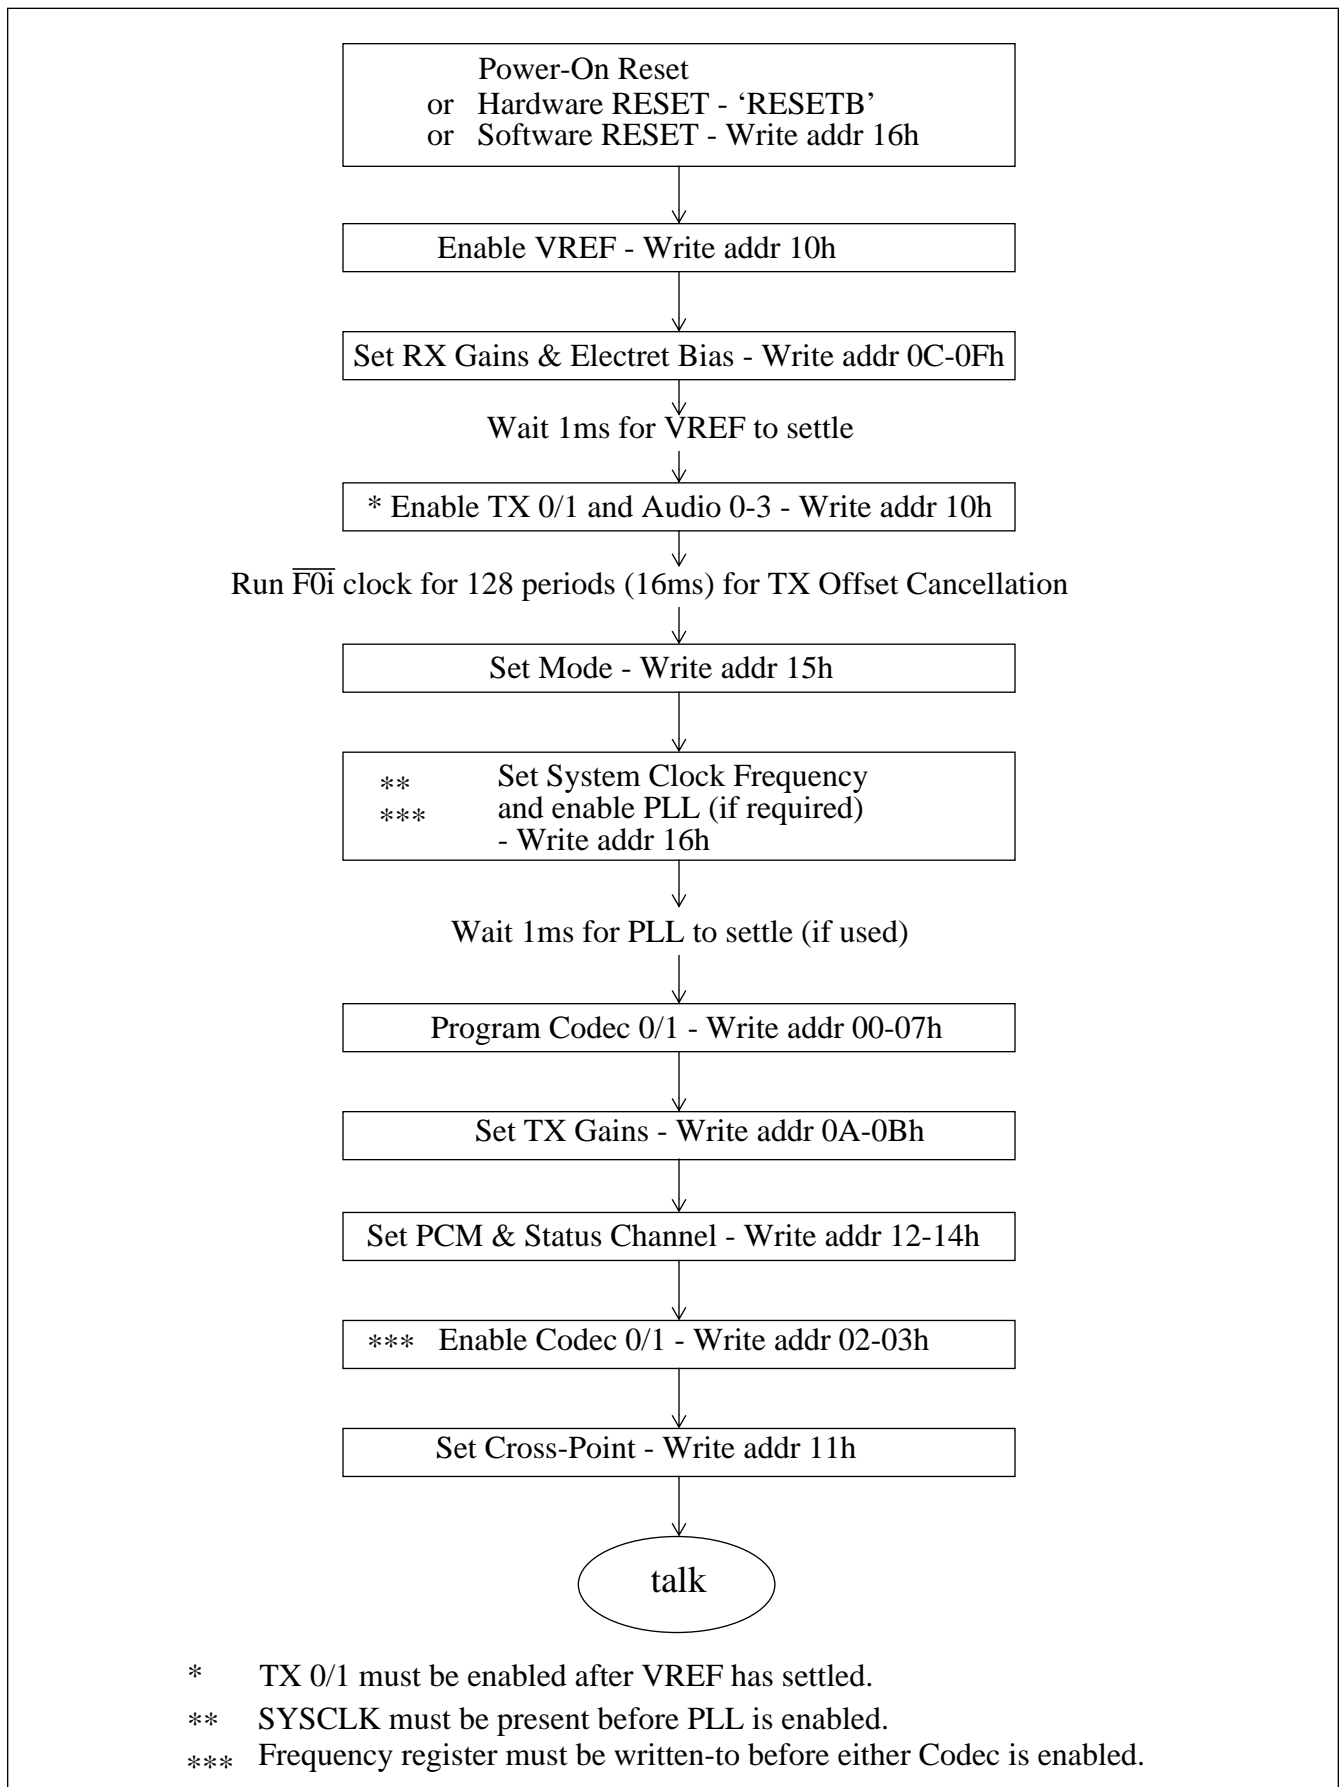 Power-On Reset
or Hardware RESET - ‘RESETB’
or Software RESET - Write addr 16h
Enable VREF - Write addr 10h
Set RX Gains & Electret Bias - Write addr 0C-0Fh
Wait 1ms for VREF to settle
* Enable TX 0/1 and Audio 0-3 - Write addr 10h
Run F̅0̅i̅ clock for 128 periods (16ms) for TX Offset Cancellation
Set Mode - Write addr 15h
** Set System Clock Frequency
*** and enable PLL (if required)
- Write addr 16h
Wait 1ms for PLL to settle (if used)
Program Codec 0/1 - Write addr 00-07h
Set TX Gains - Write addr 0A-0Bh
Set PCM & Status Channel - Write addr 12-14h
*** Enable Codec 0/1 - Write addr 02-03h
Set Cross-Point - Write addr 11h
talk
* TX 0/1 must be enabled after VREF has settled.
** SYSCLK must be present before PLL is enabled.
*** Frequency register must be written-to before either Codec is enabled.